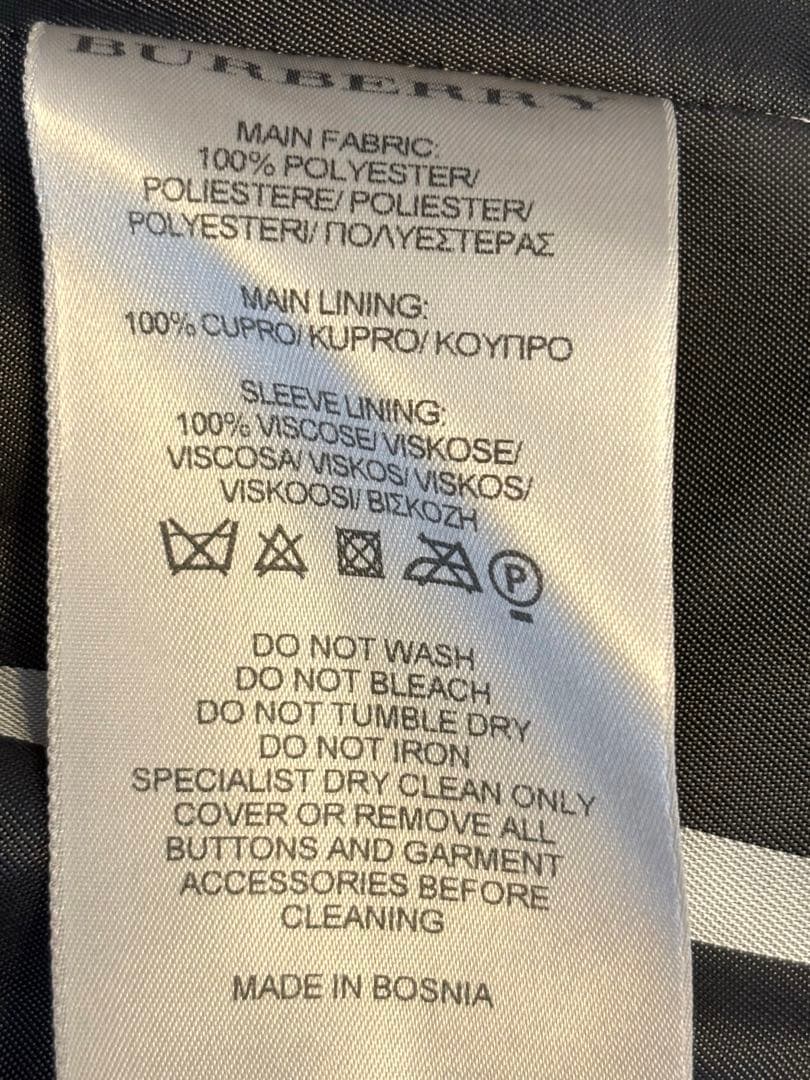 BURBERRY
MAIN FABRIC:
100% POLYESTER/
POLIESTERE/ POLIESTER/
POLYESTERI/ ΠΟΛΥΕΣΤΕΡΑΣ
MAIN LINING:
100% CUPRO/ KUPRO/ ΚΟΥΠΡΟ
SLEEVE LINING:
100% VISCOSE/ VISKOSE/
VISCOSA/ VISKOS/ VISKOS/
VISKOOSI/ ΒΙΣΚΟΖΗ
P
DO NOT WASH
DO NOT BLEACH
DO NOT TUMBLE DRY
DO NOT IRON
SPECIALIST DRY CLEAN ONLY
COVER OR REMOVE ALL
BUTTONS AND GARMENT
ACCESSORIES BEFORE
CLEANING
MADE IN BOSNIA